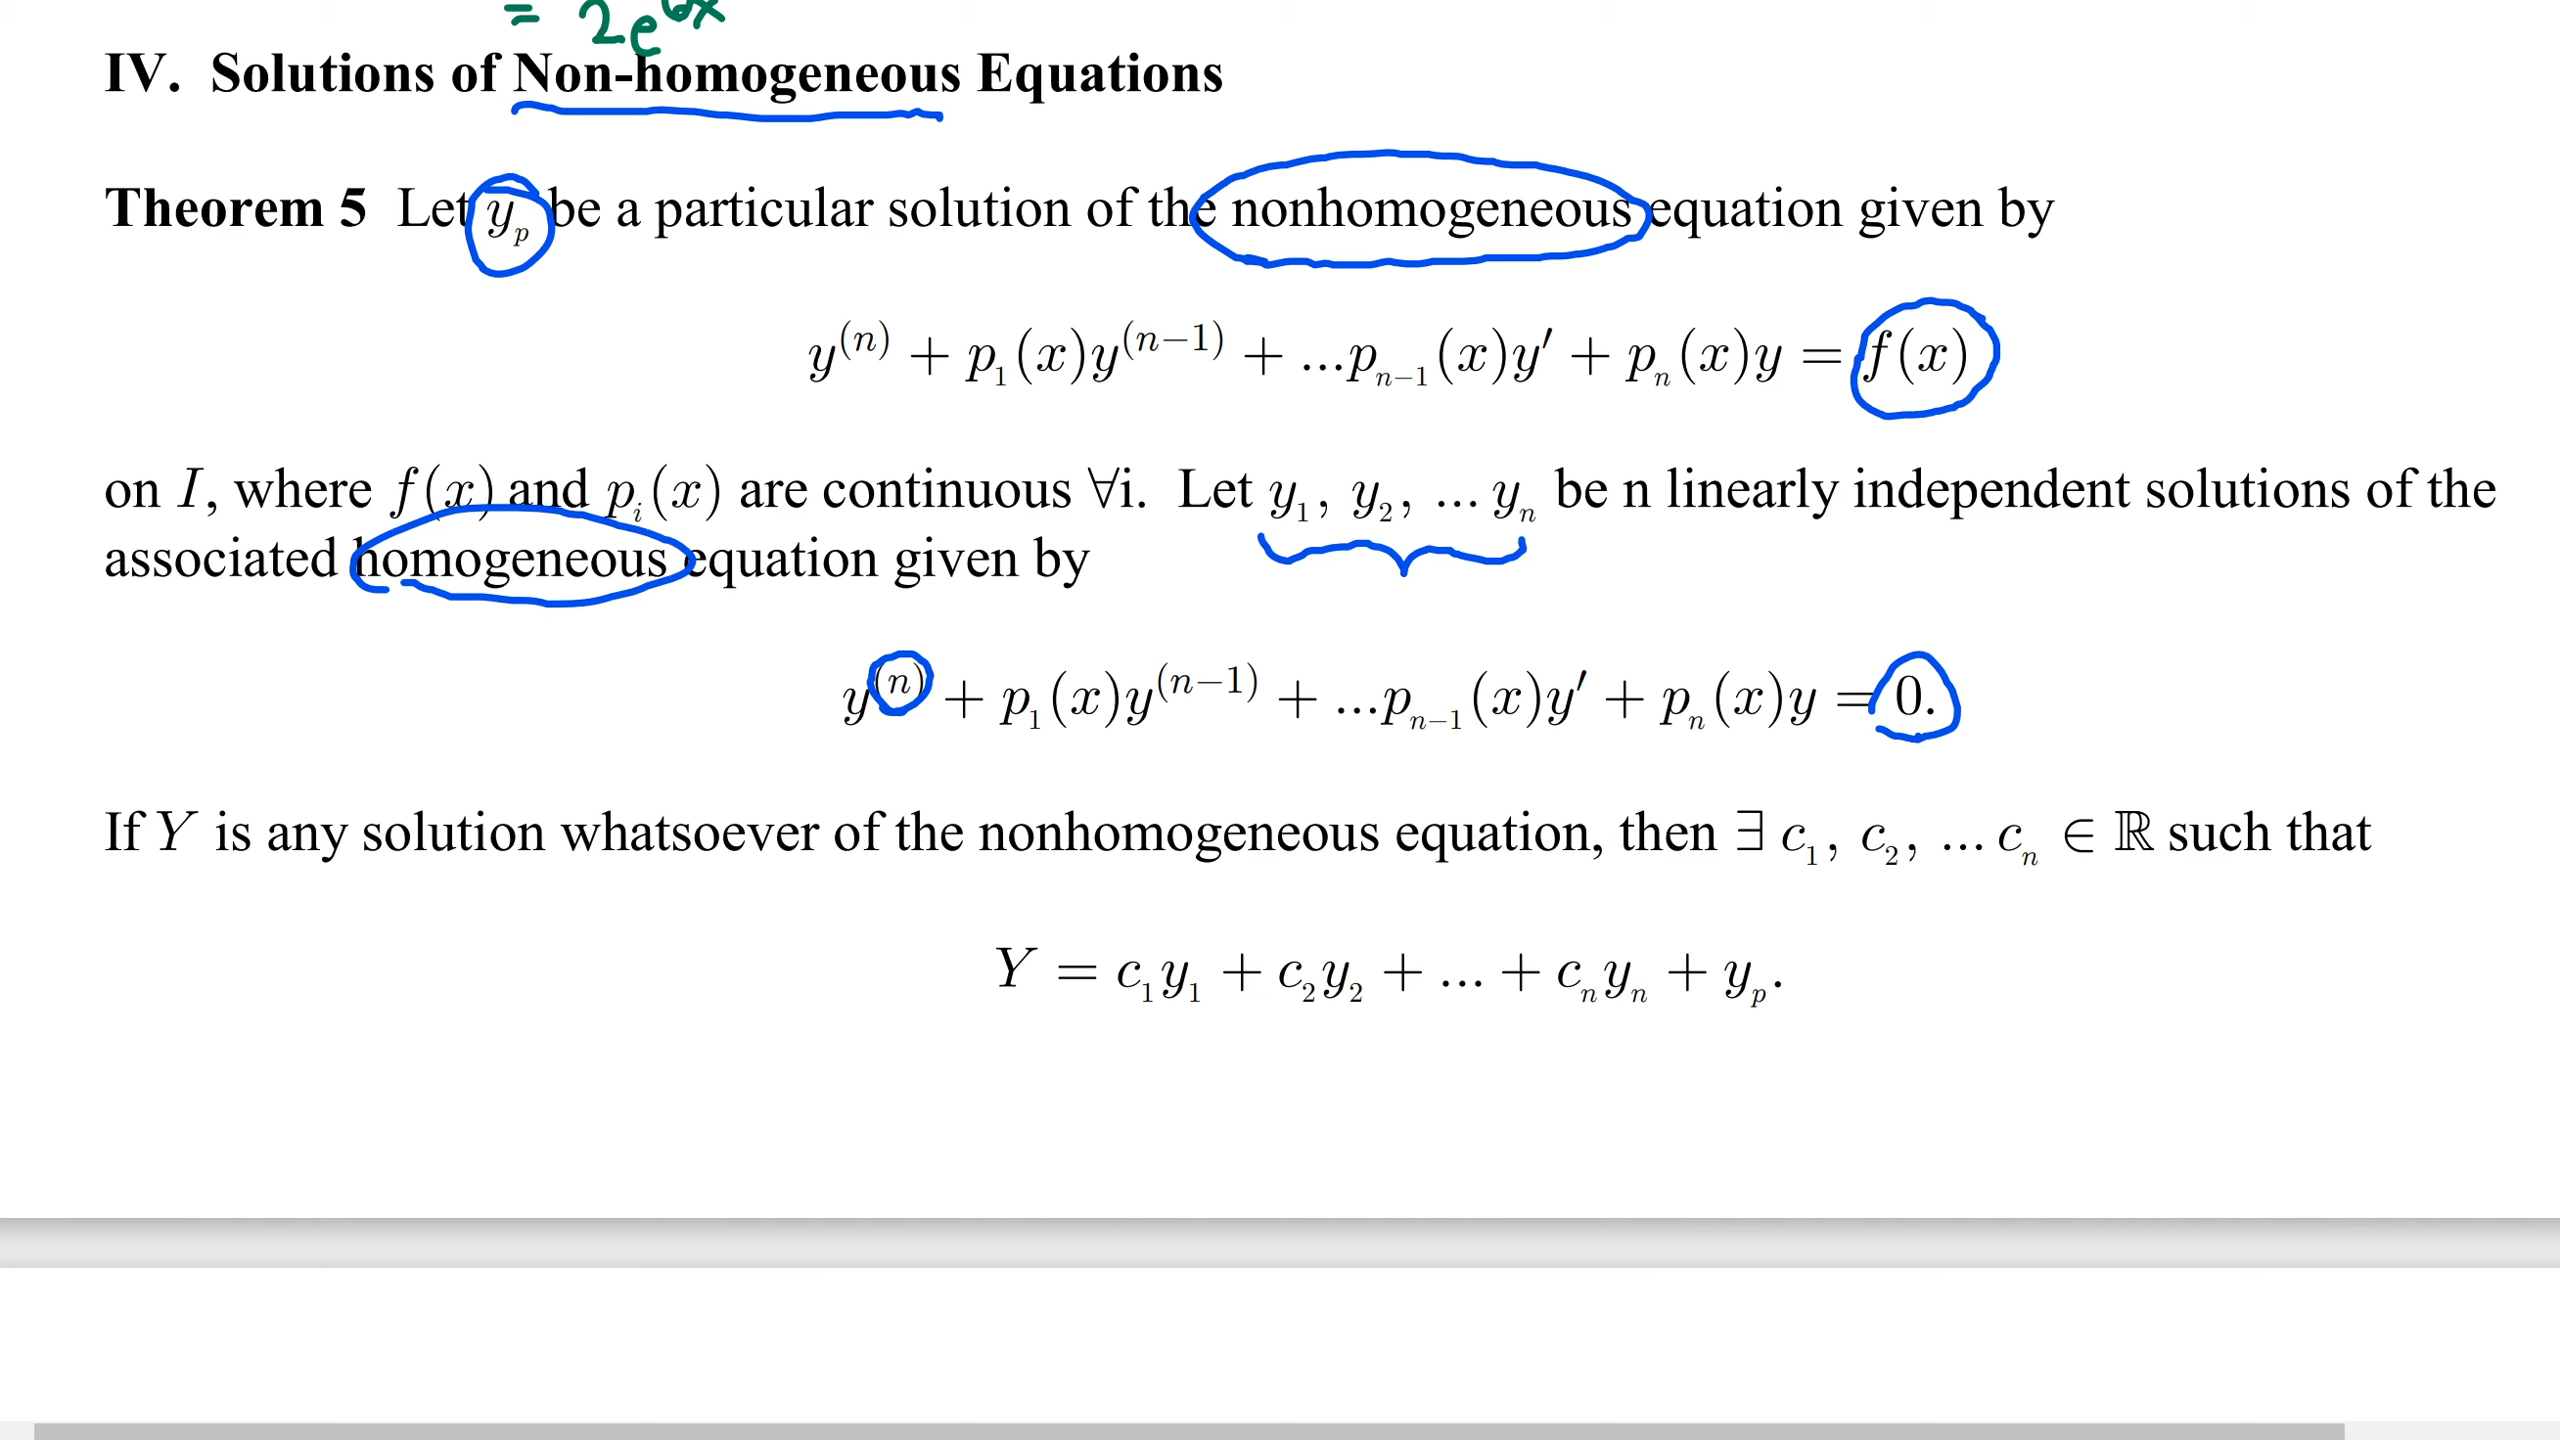 = 2e^{6x}
IV. Solutions of Non-homogeneous Equations
Theorem 5 Let y_p be a particular solution of the nonhomogeneous equation given by
y^{(n)} + p_1(x)y^{(n-1)} + ...p_{n-1}(x)y' + p_n(x)y = f(x)
on I, where f(x) and p_i(x) are continuous ∀i. Let y_1, y_2, ... y_n be n linearly independent solutions of the
associated homogeneous equation given by
y^{(n)} + p_1(x)y^{(n-1)} + ...p_{n-1}(x)y' + p_n(x)y = 0.
If Y is any solution whatsoever of the nonhomogeneous equation, then ∃ c_1, c_2, ... c_n ∈ ℝ such that
Y = c_1y_1 + c_2y_2 + ... + c_ny_n + y_p.